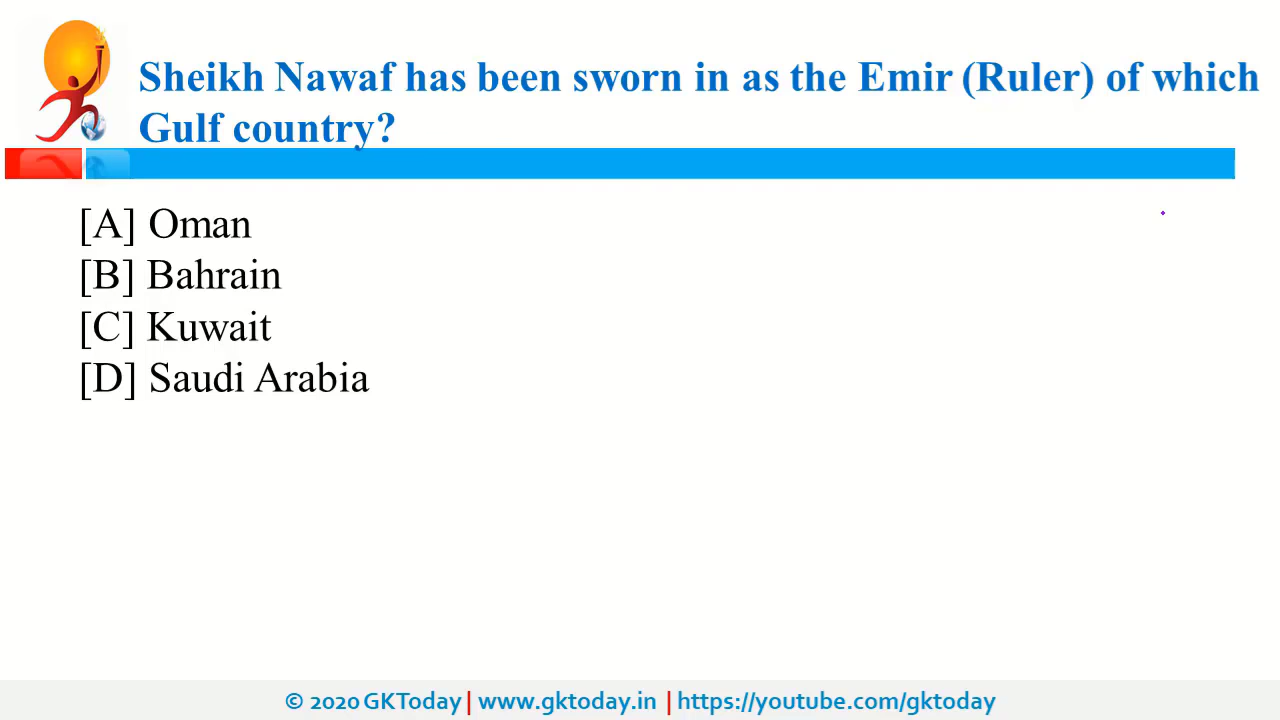 Sheikh Nawaf has been sworn in as the Emir (Ruler) of which
Gulf country?
[A] Oman
[B] Bahrain
[C] Kuwait
[D] Saudi Arabia
© 2020 GKToday | www.gktoday.in | https://youtube.com/gktoday